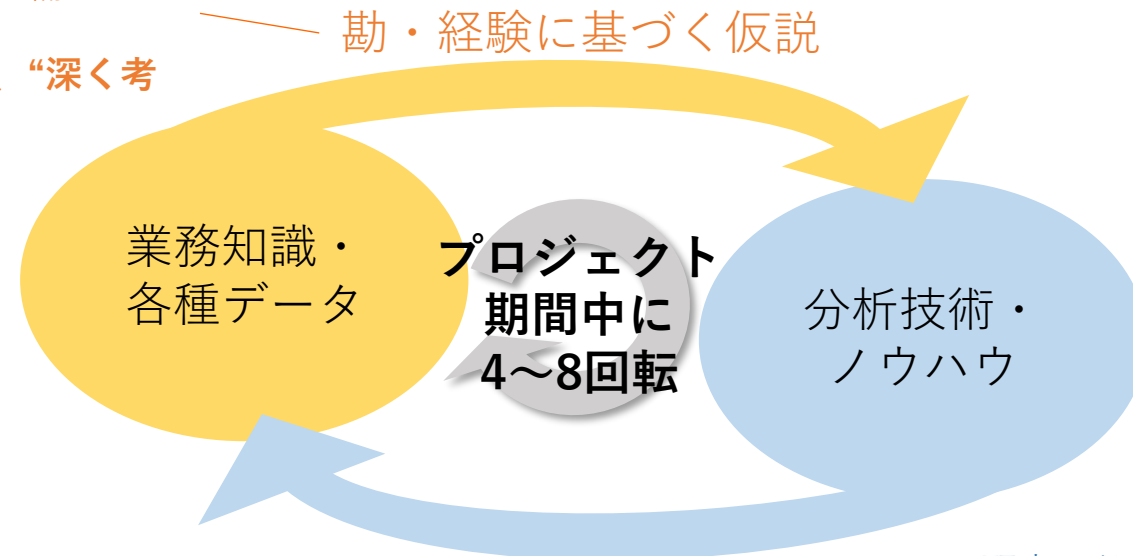 勘・経験に基づく仮説
“深く考
業務知識・
各種データ
プロジェクト
期間中に
4〜8回転
分析技術・
ノウハウ